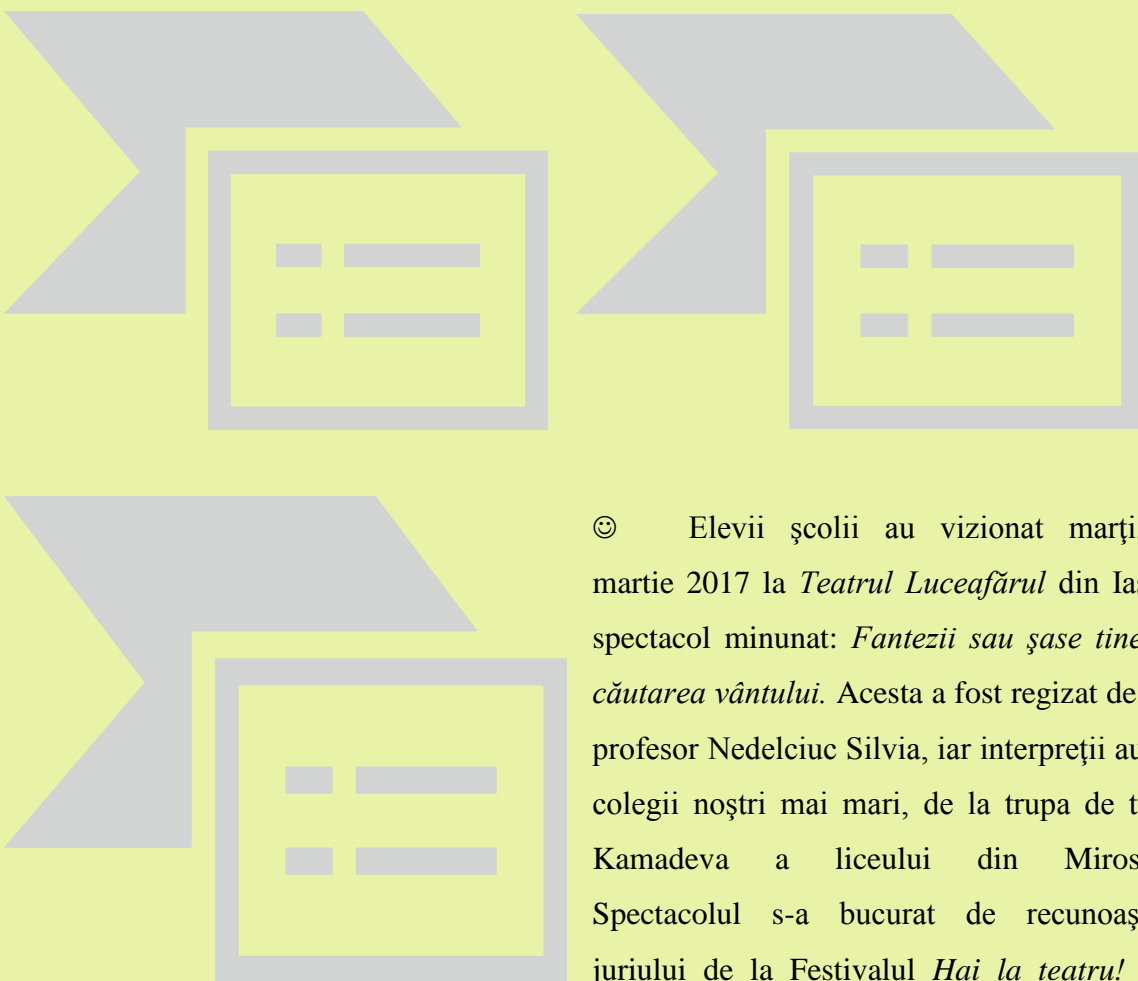 ☺ Elevii şcolii au vizionat marţi,
martie 2017 la Teatrul Luceafărul din
spectacol minunat: Fantezii sau şase
căutarea vântului. Acesta a fost regizat de
profesor Nedelciuc Silvia, iar interpreţii
colegii noştri mai mari, de la trupa de
Kamadeva a liceului din
Spectacolul s-a bucurat de
juriului de la Festivalul Hai la teatru!